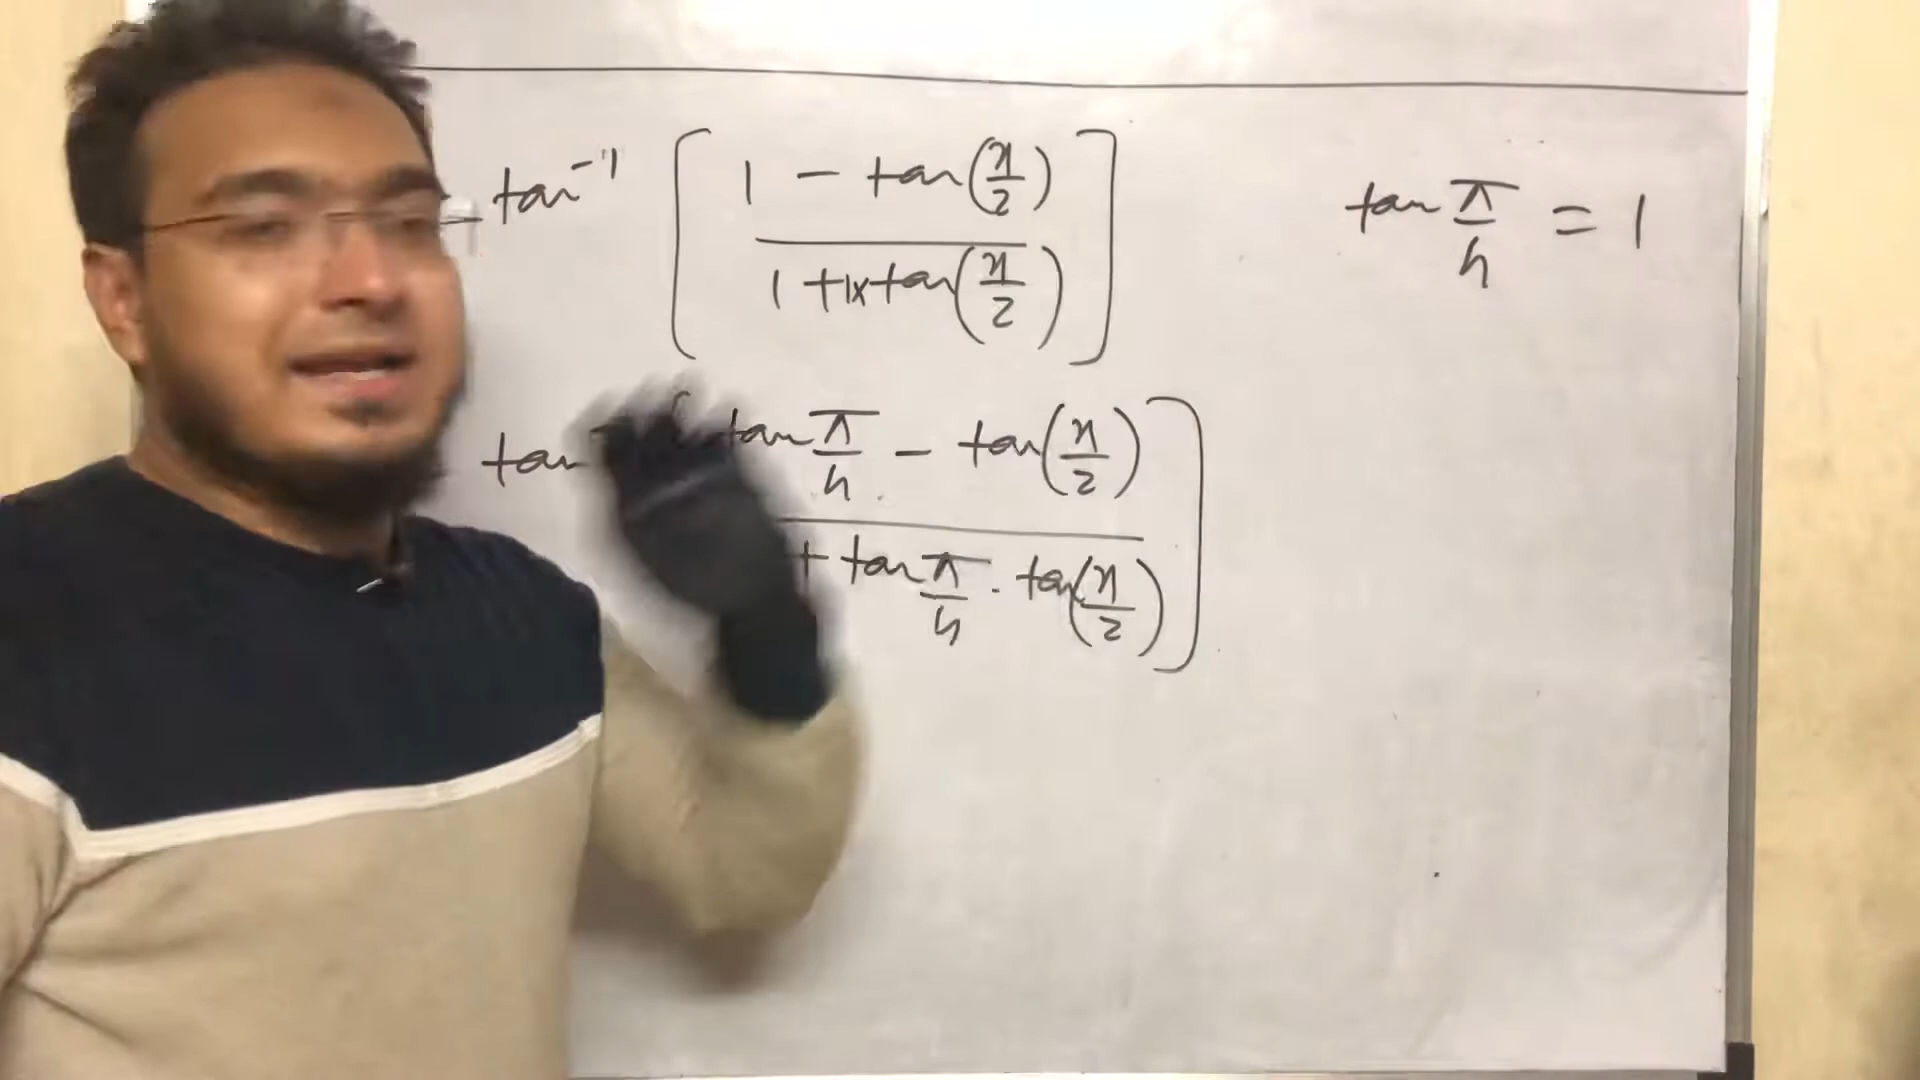 tan⁻¹ [ (1 - tan(x/2)) / (1 + 1×tan(x/2)) ]
tan π/4 = 1
tan [ (tan π/4 - tan(x/2)) / (+ tan π/4 . tan(x/2)) ]